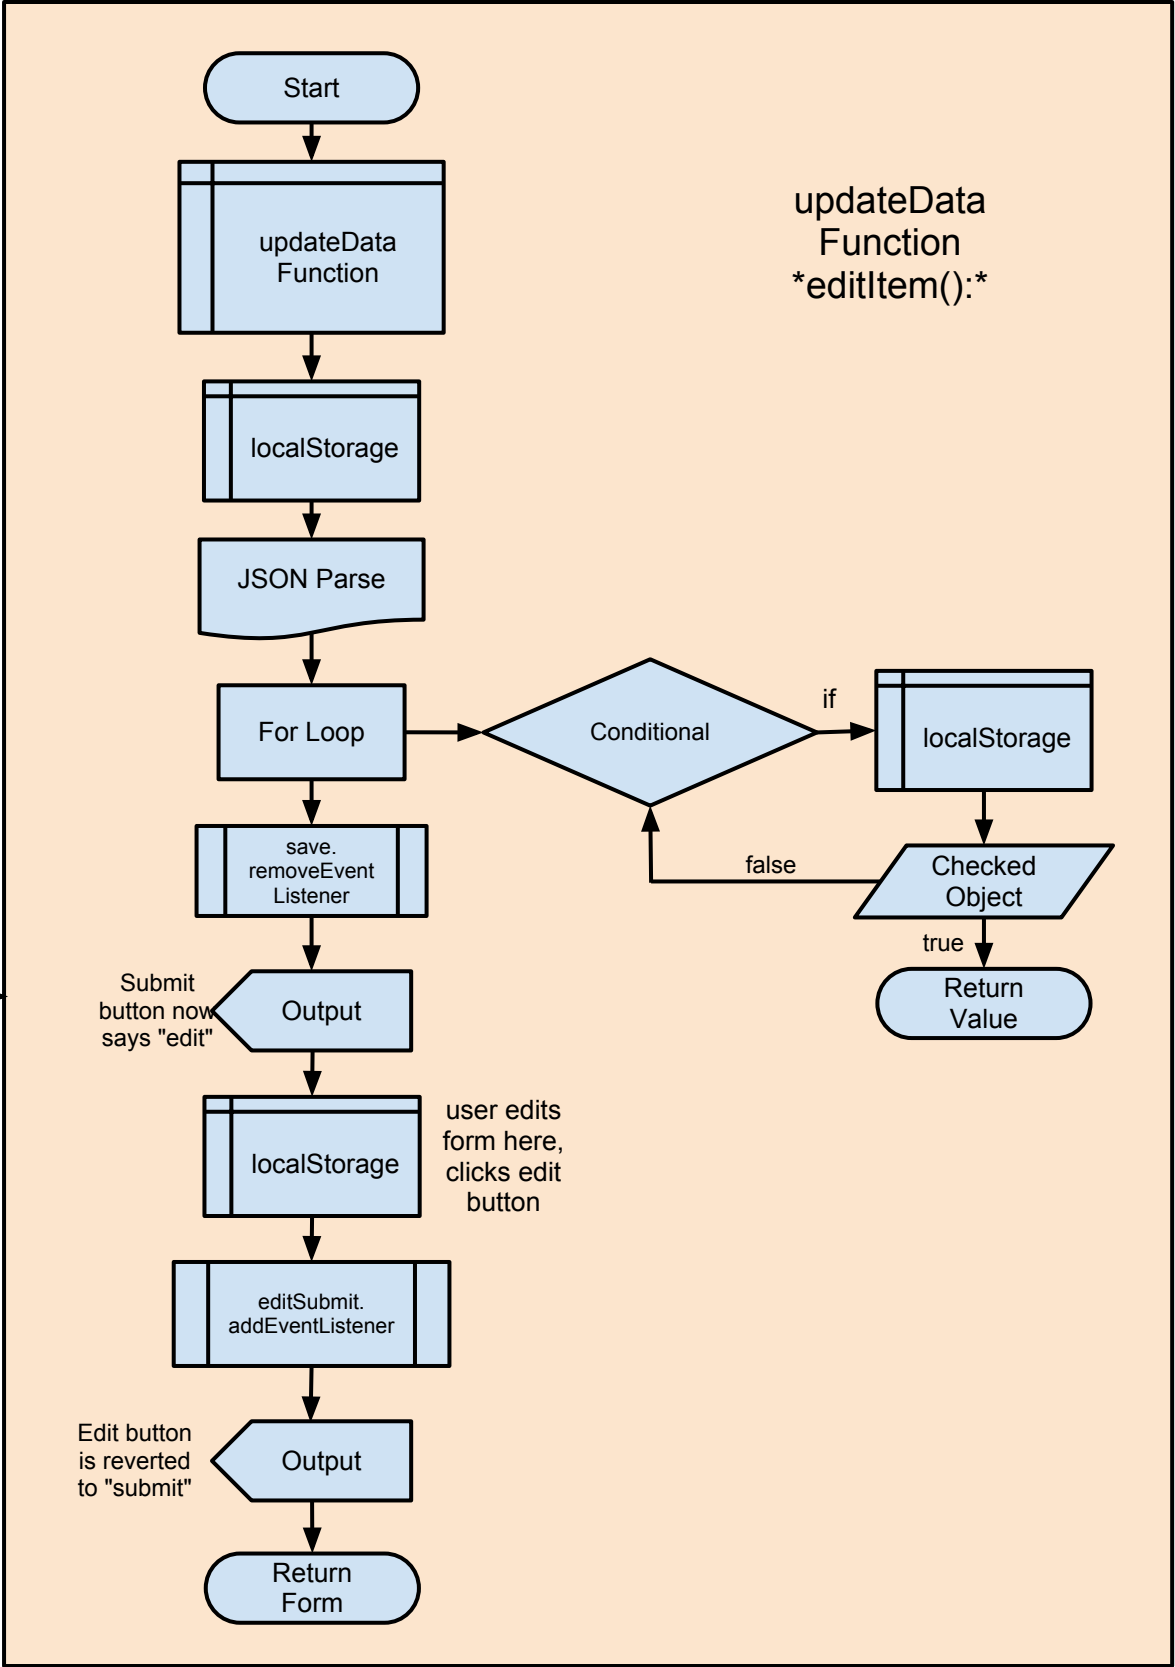 Start
updateData
Function
*editItem():*
updateData
Function
localStorage
JSON Parse
For Loop
Conditional
if
localStorage
save.
removeEvent
Listener
false
Checked
Object
true
Return
Value
Submit
button now
says "edit"
Output
localStorage
user edits
form here,
clicks edit
button
editSubmit.
addEventListener
Edit button
is reverted
to "submit"
Output
Return
Form